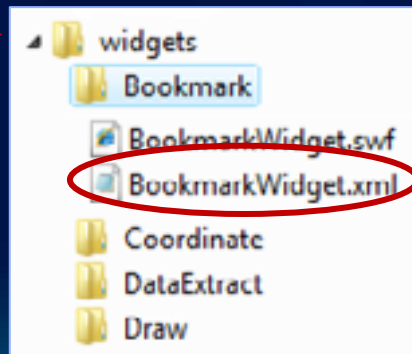 widgets
Bookmark
BookmarkWidget.swf
BookmarkWidget.xml
Coordinate
DataExtract
Draw